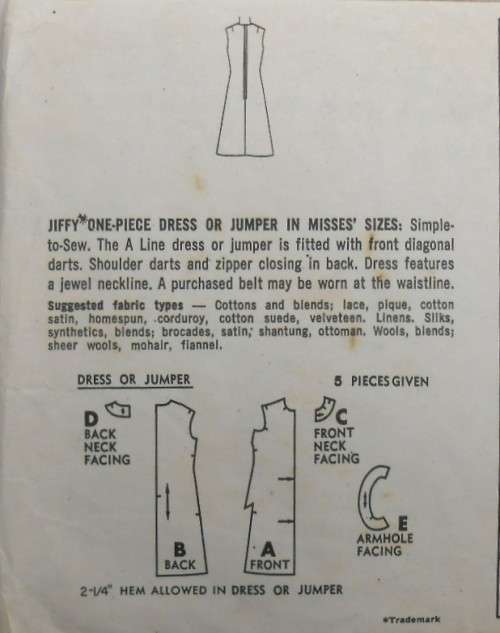 JIFFY* ONE-PIECE DRESS OR JUMPER IN MISSES' SIZES: Simple-
to-Sew. The A Line dress or jumper is fitted with front diagonal
darts. Shoulder darts and zipper closing in back. Dress features
a jewel neckline. A purchased belt may be worn at the waistline.
Suggested fabric types — Cottons and blends; lace, pique, cotton
satin, homespun, corduroy, cotton suede, velveteen. Linens. Silks,
synthetics, blends; brocades, satin, shantung, ottoman. Wools, blends;
sheer wools, mohair, flannel.
DRESS OR JUMPER
5 PIECES GIVEN
D
BACK
NECK
FACING
C
FRONT
NECK
FACING
B
BACK
A
FRONT
E
ARMHOLE
FACING
2-1/4" HEM ALLOWED IN DRESS OR JUMPER
*Trademark